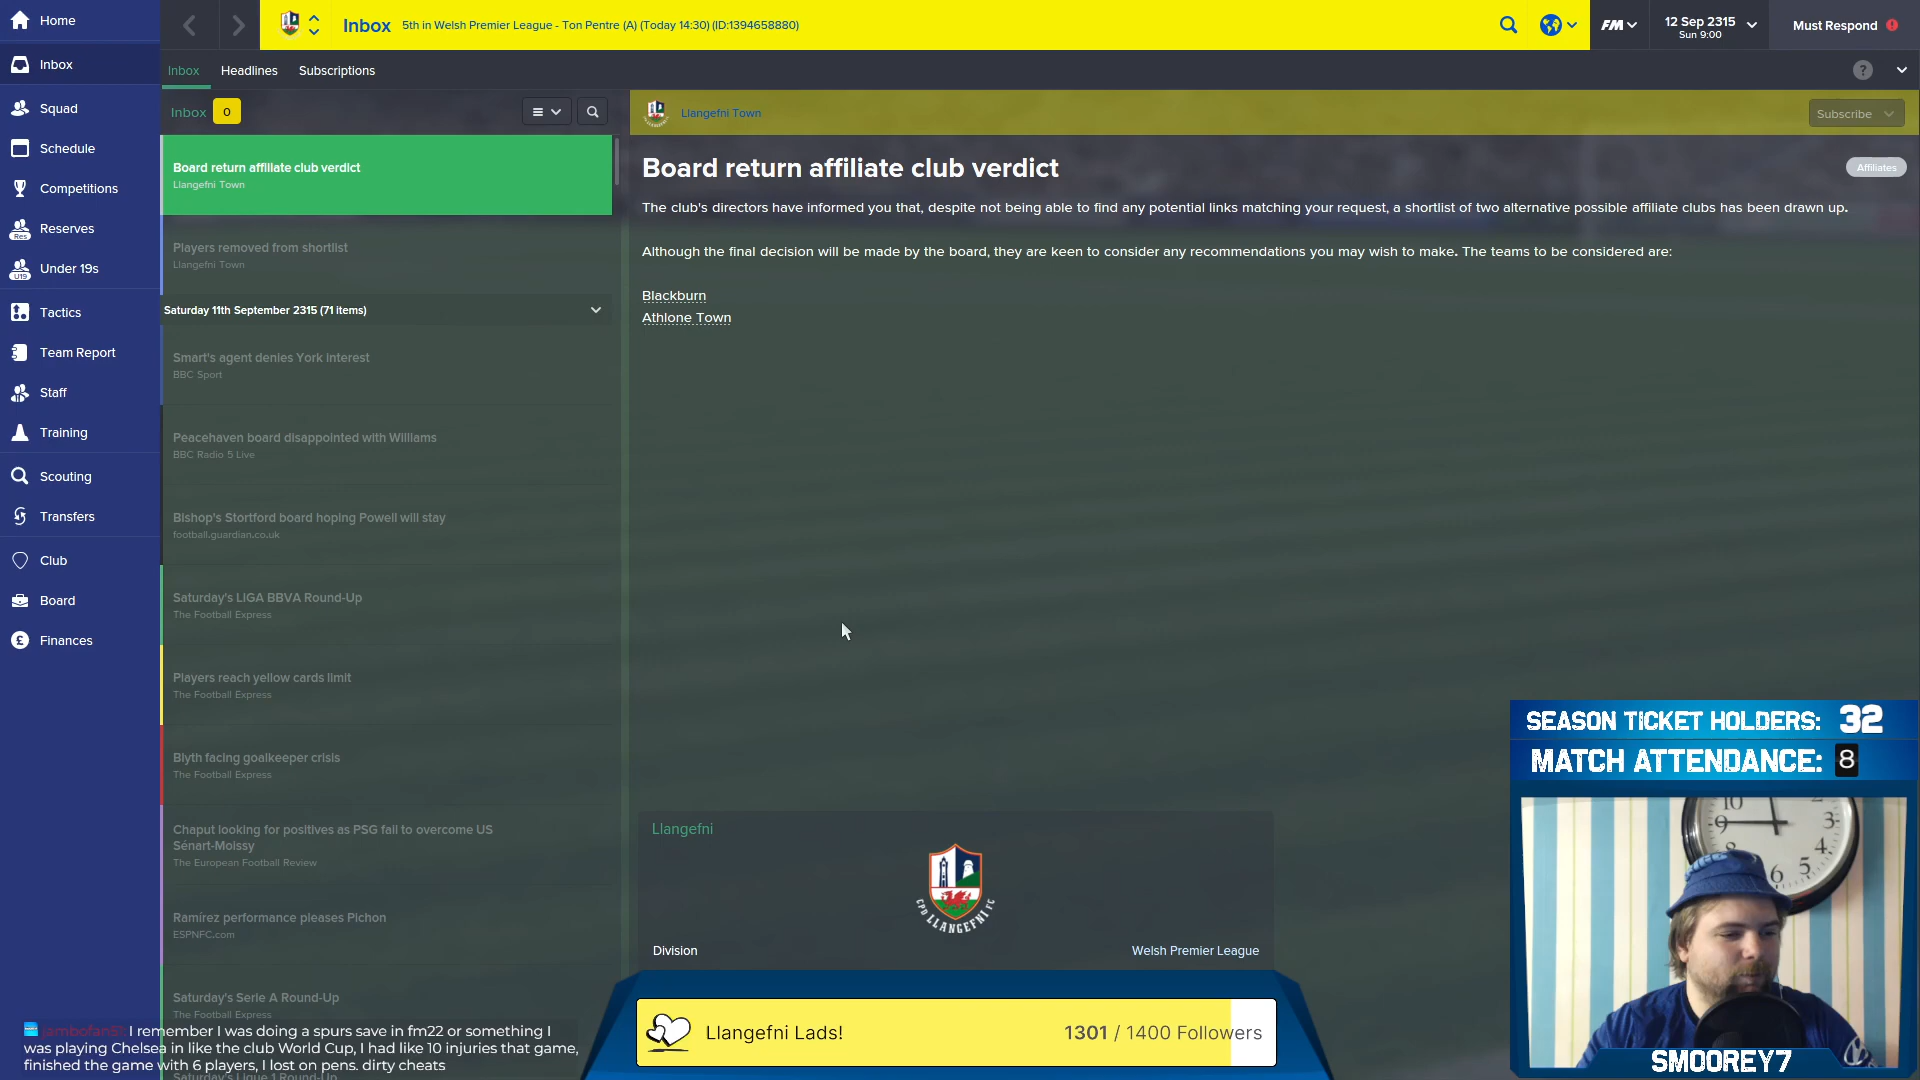 Home
Inbox
5th in Welsh Premier League - Ton Pentre (A) (Today 14:30) (ID:1394658880)
FM
12 Sep 2315
Sun 9:00
Must Respond
Inbox
Squad
Schedule
Competitions
Reserves
Under 19s
Tactics
Team Report
Staff
Training
Scouting
Transfers
Club
Board
Finances
Inbox
Headlines
Subscriptions
Inbox
0
Board return affiliate club verdict
Llangefni Town
Players removed from shortlist
Llangefni Town
Saturday 11th September 2315 (71 items)
Smart's agent denies York interest
BBC Sport
Peacehaven board disappointed with Williams
BBC Radio 5 Live
Bishop's Stortford board hoping Powell will stay
football.guardian.co.uk
Saturday's LIGA BBVA Round-Up
The Football Express
Players reach yellow cards limit
The Football Express
Blyth facing goalkeeper crisis
The Football Express
Chaput looking for positives as PSG fail to overcome US
Sénart-Moissy
The European Football Review
Ramírez performance pleases Pichon
ESPNFC.com
Saturday's Serie A Round-Up
The Football Express
Saturday's Ligue 1 Round-Up
Llangefni Town
Subscribe
Board return affiliate club verdict
Affiliates
The club's directors have informed you that, despite not being able to find any potential links matching your request, a shortlist of two alternative possible affiliate clubs has been drawn up.
Although the final decision will be made by the board, they are keen to consider any recommendations you may wish to make. The teams to be considered are:
Blackburn
Athlone Town
Llangefni
CPD LLANGEFNI FC
Division
Welsh Premier League
I remember I was doing a spurs save in fm22 or something I
was playing Chelsea in like the club World Cup, I had like 10 injuries that game,
finished the game with 6 players, I lost on pens. dirty cheats
Llangefni Lads!
1301 / 1400 Followers
SEASON TICKET HOLDERS: 32
MATCH ATTENDANCE: 8
SMOOREY7